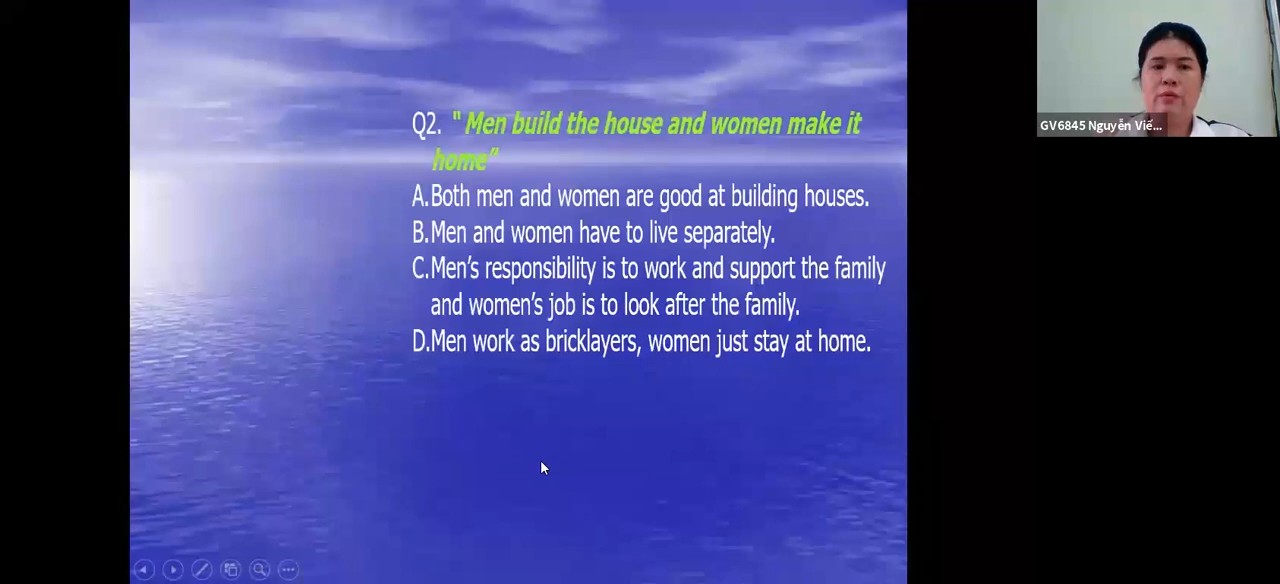 Q2. " Men build the house and women make it
home"
A.Both men and women are good at building houses.
B.Men and women have to live separately.
C.Men's responsibility is to work and support the family
and women's job is to look after the family.
D.Men work as bricklayers, women just stay at home.
GV6845 Nguyễn Viế...